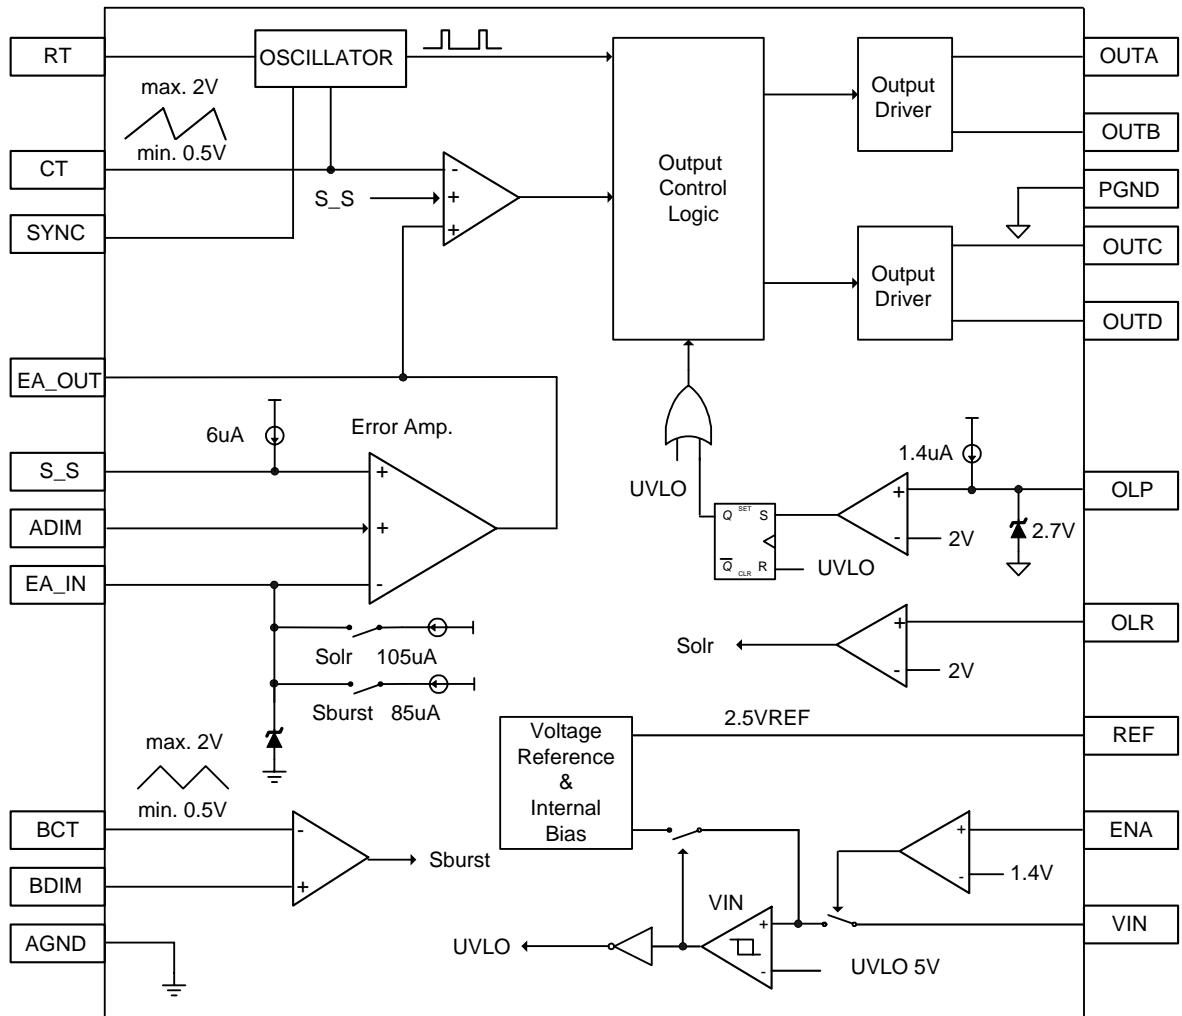 RT
OSCILLATOR
max. 2V
min. 0.5V
CT
S_S
SYNC
Output
Control
Logic
Output
Driver
OUTA
OUTB
PGND
OUTC
Output
Driver
OUTD
EA_OUT
6uA
Error Amp.
S_S
+
ADIM
+
EA_IN
-
Solr 105uA
Sburst 85uA
-
+
+
UVLO
1.4uA
OLP
+
-
2V
2.7V
Q
SET
S
Q
CLR
R
UVLO
OLR
+
-
2V
Solr
Voltage
Reference
&
Internal
Bias
2.5VREF
REF
max. 2V
min. 0.5V
BCT
-
BDIM
+
Sburst
AGND
ENA
+
-
1.4V
VIN
VIN
+
-
UVLO
UVLO 5V